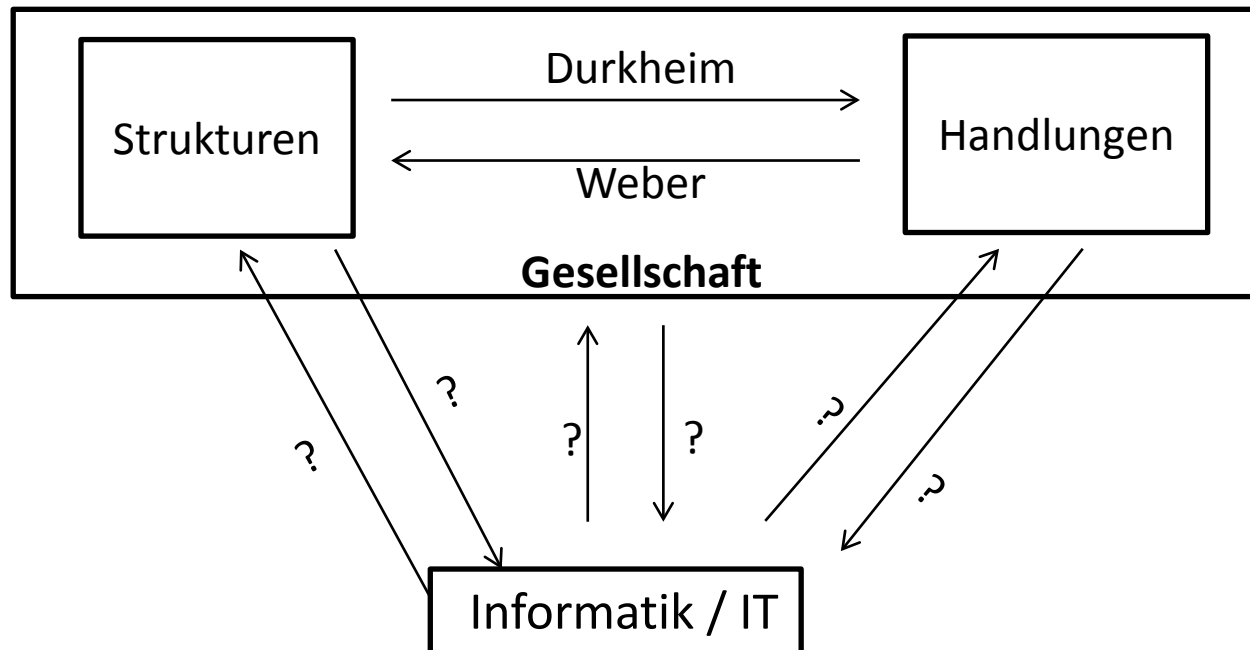 Durkheim
Strukturen
Handlungen
Weber
Gesellschaft
?
?
?
?
?
?
Informatik / IT